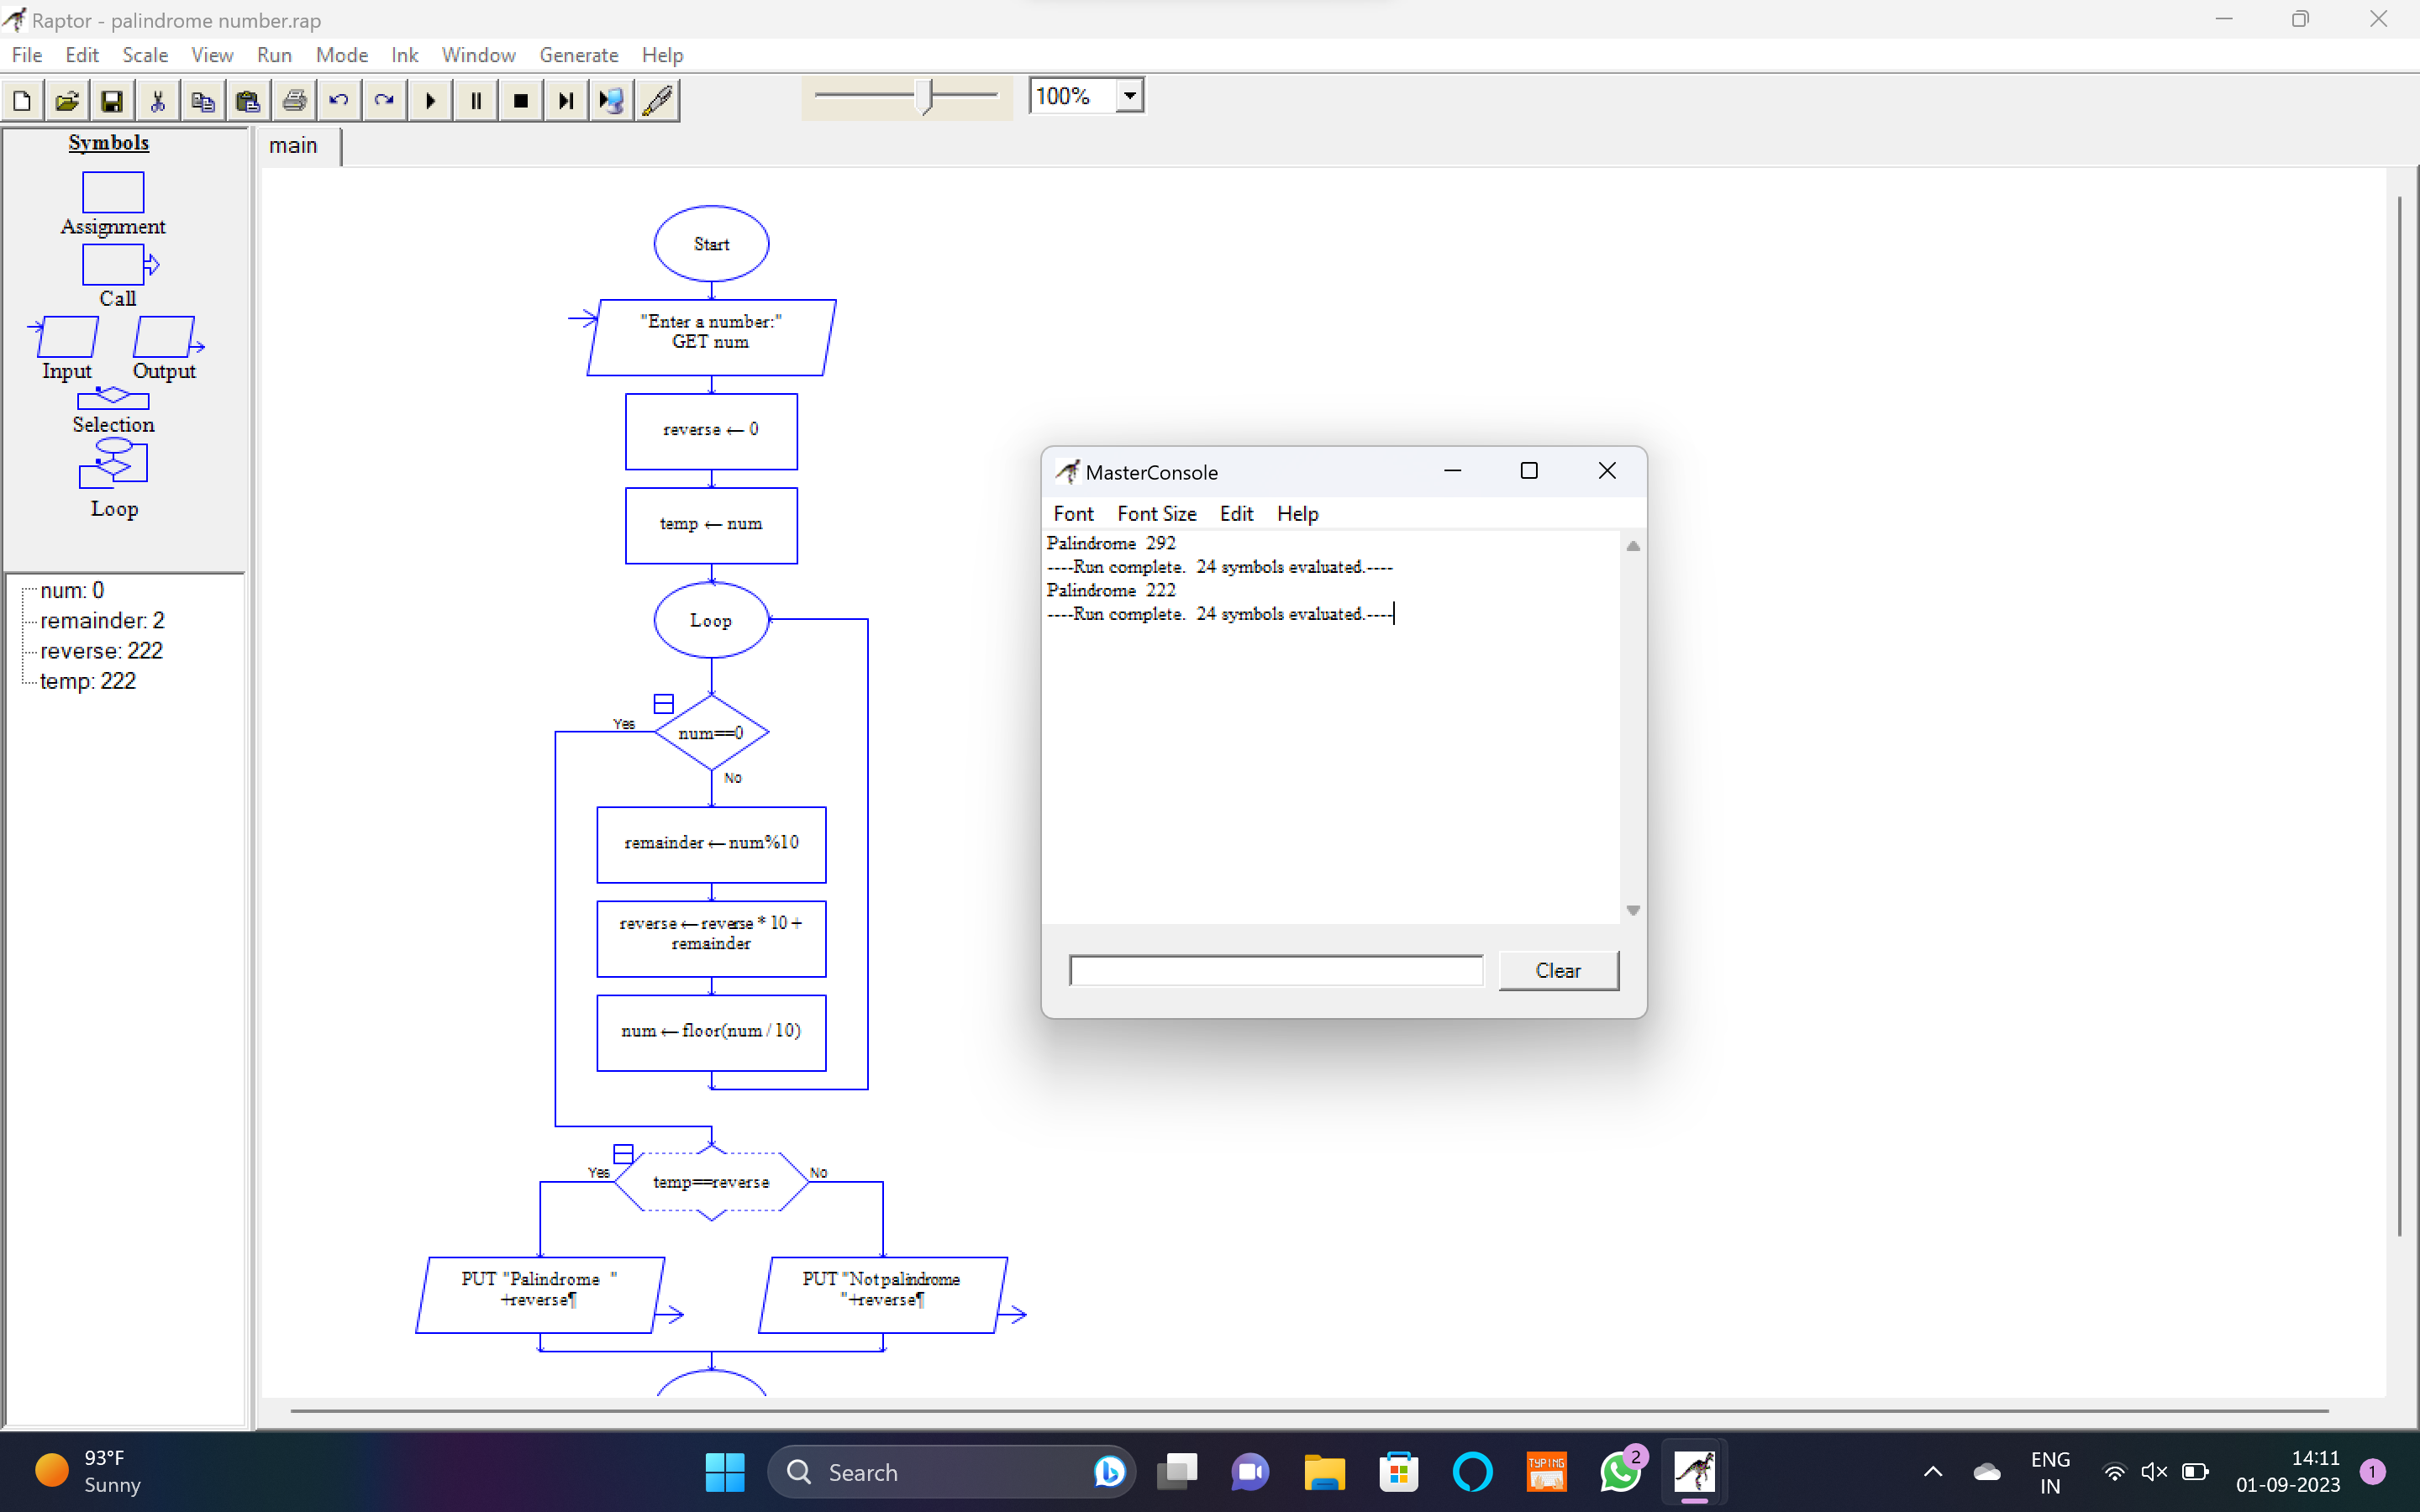 Raptor - palindrome number.rap
File Edit Scale View Run Mode Ink Window Generate Help
100%
Symbols
Assignment
Call
Input Output
Selection
Loop
num: 0
remainder: 2
reverse: 222
temp: 222
main
Start
"Enter a number:"
GET num
reverse ← 0
temp ← num
Loop
Yes
num==0
No
remainder ← num%10
reverse ← reverse * 10 +
remainder
num ← floor(num / 10)
Yes
temp==reverse
No
PUT "Palindrome  "
+reverse¶
PUT "Not palindrome
"+reverse¶
MasterConsole
Font Font Size Edit Help
Palindrome  292
----Run complete.  24 symbols evaluated.----
Palindrome  222
----Run complete.  24 symbols evaluated.----
Clear
93°F
Sunny
Search
TYPING
2
ENG
IN
14:11
01-09-2023
1